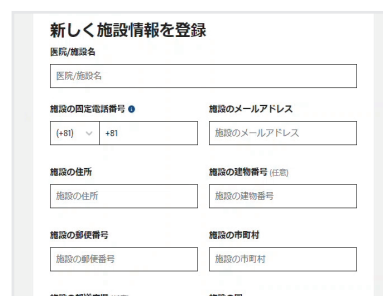 新しく施設情報を登録
医院/施設名
医院/施設名
施設の固定電話番号
施設のメールアドレス
(+81) +81
施設のメールアドレス
施設の住所
施設の建物番号 (任意)
施設の住所
施設の建物番号
施設の郵便番号
施設の市町村
施設の郵便番号
施設の市町村